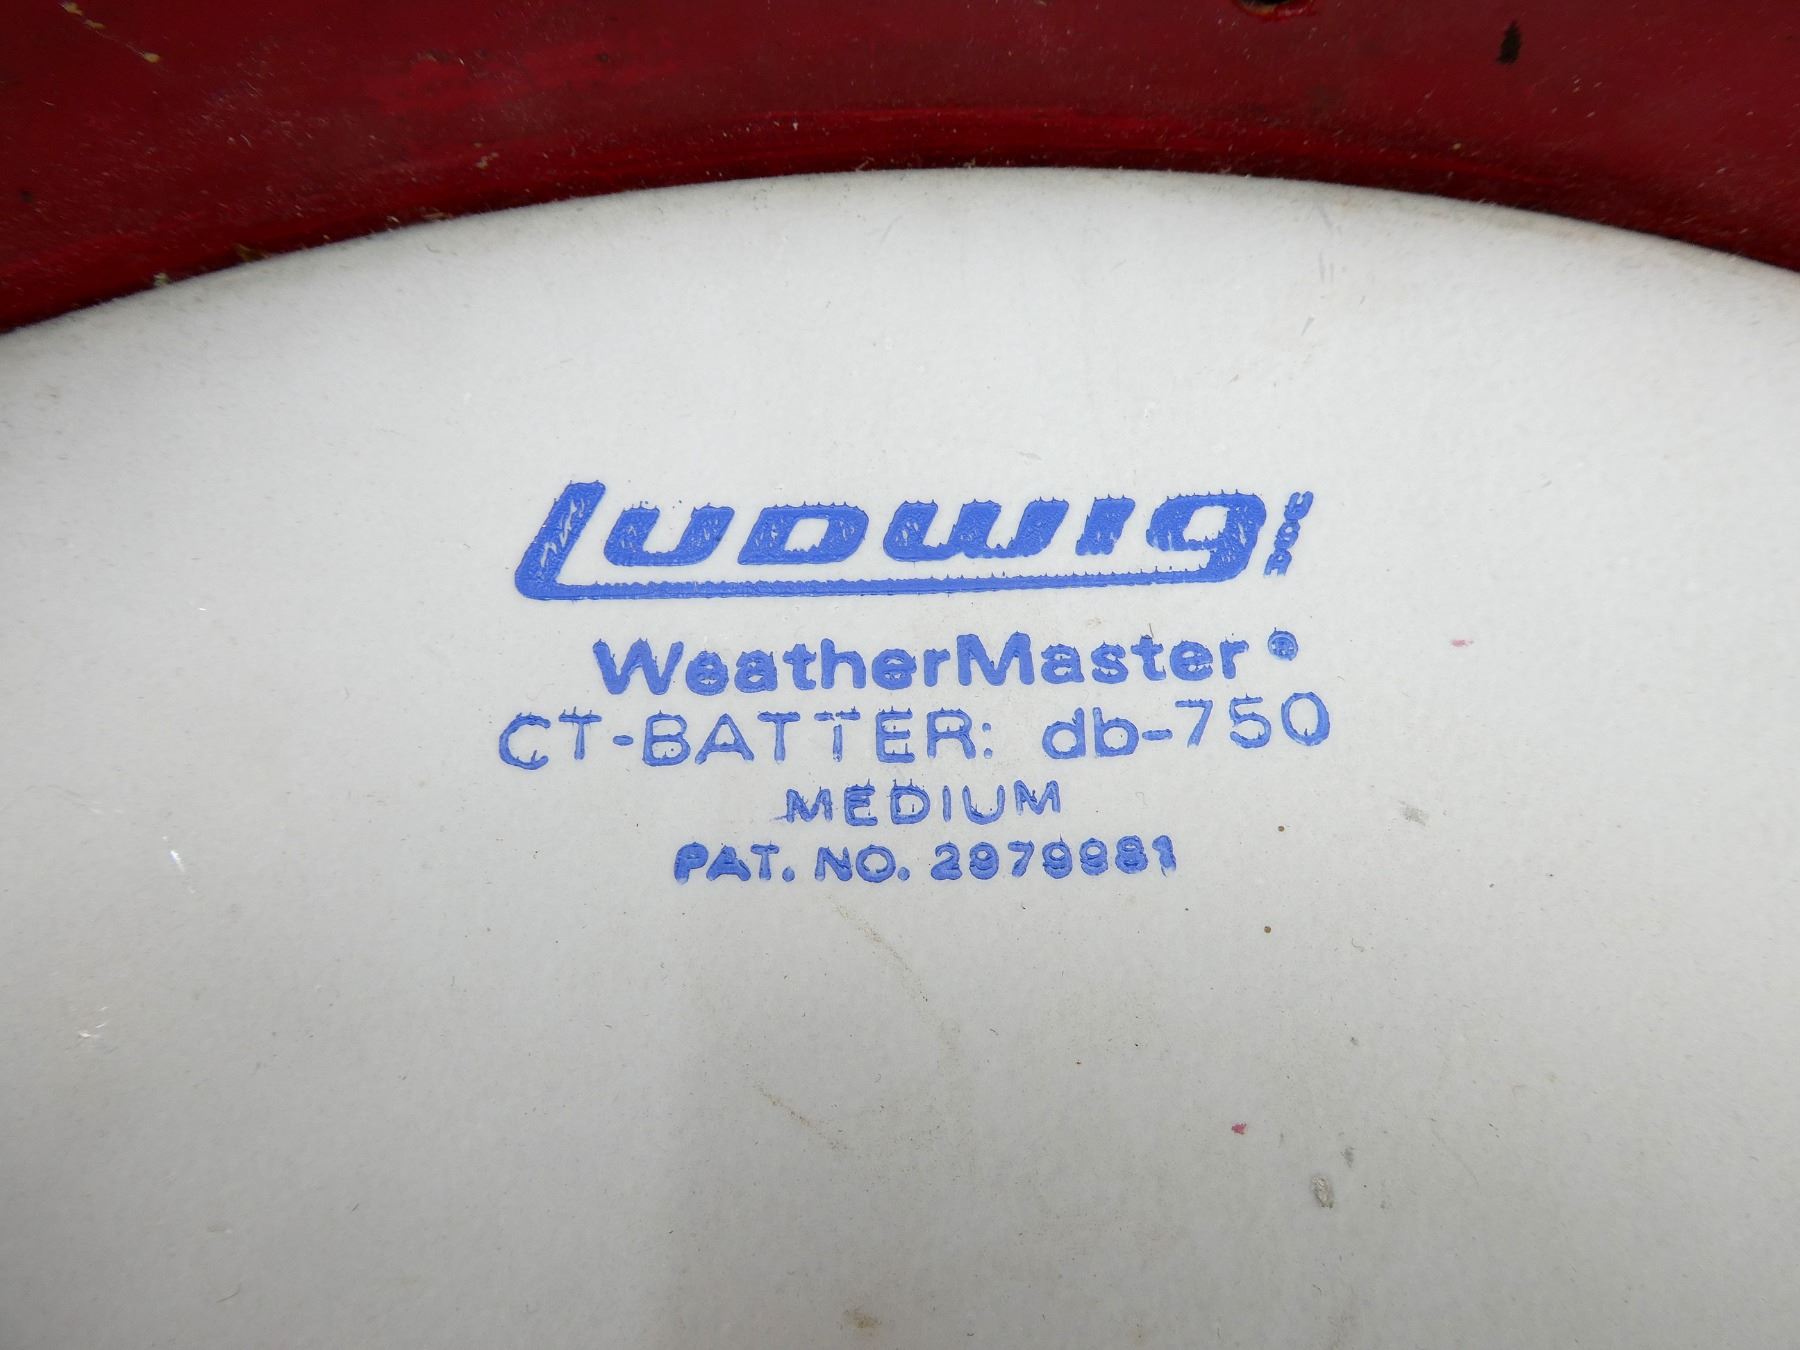 Ludwig
WeatherMaster®
CT-BATTER: db-750
MEDIUM
PAT. NO. 2979981